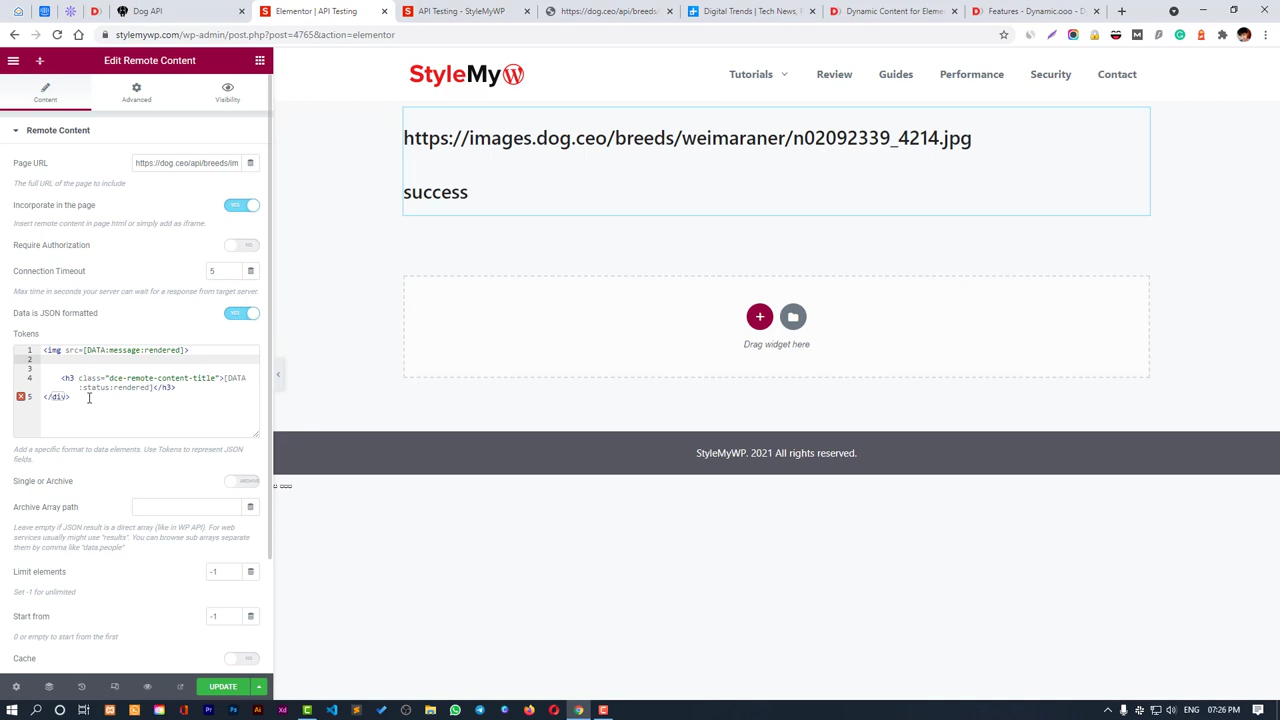 Dog API
Elementor | API Testing
API Testing - StyleMyWP
https://dog.ceo/api/breeds/
Digital Trends | Tech News,
Dynamic Content for Eleme
Features - Dynamic.ooo - D
stylemywp.com/wp-admin/post.php?post=4765&action=elementor
Edit Remote Content
StyleMyW
Tutorials
Review
Guides
Performance
Security
Contact
Content
Advanced
Visibility
Remote Content
Page URL
https://dog.ceo/api/breeds/im
The full URL of the page to include
Incorporate in the page
YES
Insert remote content in page html or simply add as iframe.
Require Authorization
NO
Connection Timeout
5
Max time in seconds your server can wait for a response from target server.
Data is JSON formatted
YES
Tokens
1 <img src=[DATA:message:rendered]>
2
3
4 <h3 class="dce-remote-content-title">[DATA
:status:rendered]</h3>
5 </div>
Add a specific format to data elements. Use Tokens to represent JSON
fields.
Single or Archive
ARCHIVE
Archive Array path
Leave empty if JSON result is a direct array (like in WP API). For web
services usually might use "results". You can browse sub arrays separate
them by comma like "data.people"
Limit elements
-1
Set -1 for unlimited
Start from
-1
0 or empty to start from the first
Cache
NO
UPDATE
https://images.dog.ceo/breeds/weimaraner/n02092339_4214.jpg
success
Drag widget here
StyleMyWP. 2021 All rights reserved.
ENG
07:26 PM